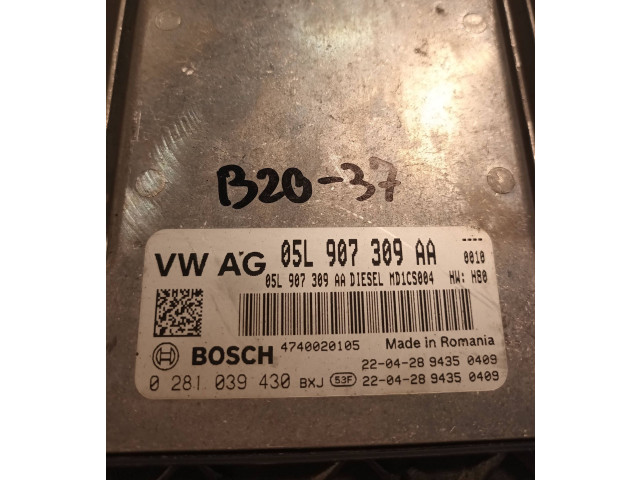 B20-37
VW AG 05L 907 309 AA ----
0010
05L 907 309 AA DIESEL MD1CS004 HW: H80
4740020105 Made in Romania
BOSCH 22-04-28 9435 0409
0 281 039 430 BXJ 53F 22-04-28 9435 0409